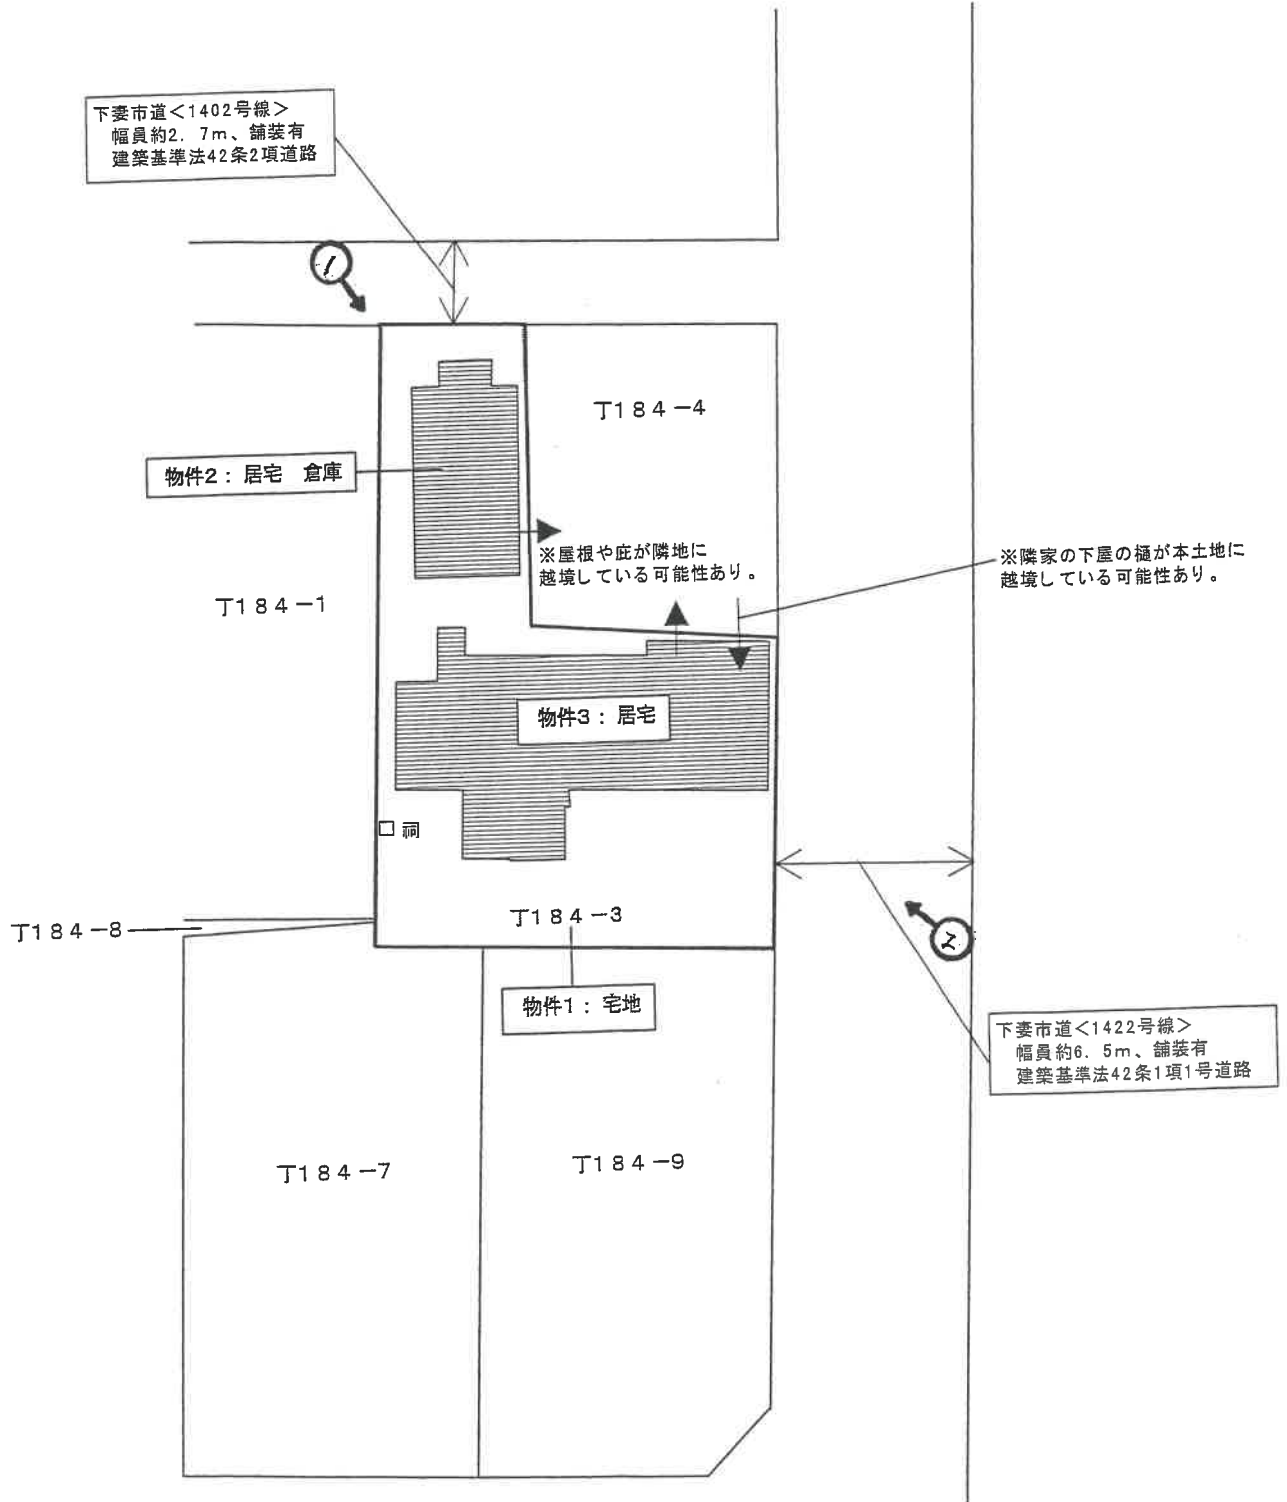 下妻市道＜1402号線＞
幅員約2．7m、舗装有
建築基準法42条2項道路
1
丁184－4
物件2：居宅　倉庫
※屋根や庇が隣地に
越境している可能性あり。
※隣家の下屋の樋が本土地に
越境している可能性あり。
丁184－1
物件3：居宅
祠
丁184－3
丁184－8
2
物件1：宅地
下妻市道＜1422号線＞
幅員約6．5m、舗装有
建築基準法42条1項1号道路
丁184－7
丁184－9